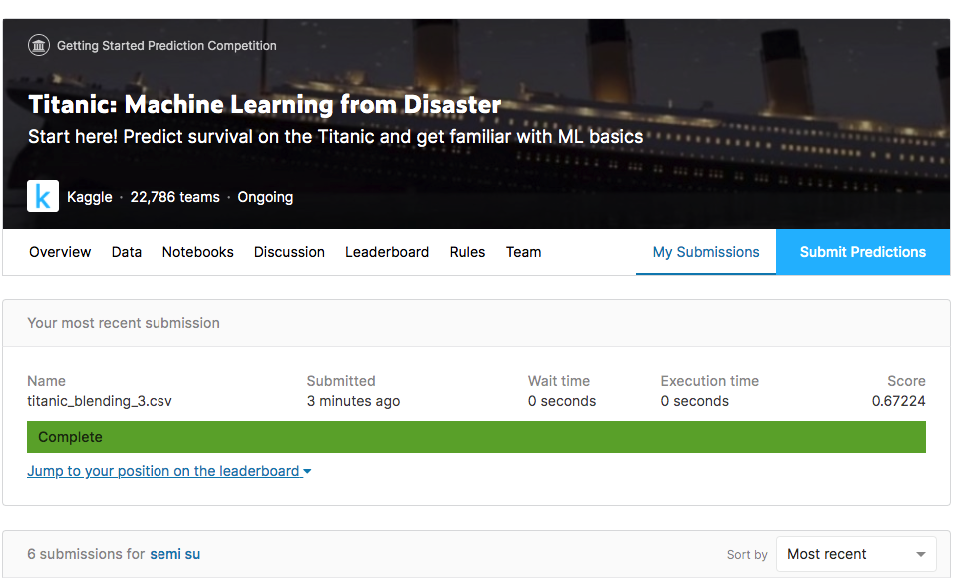 Getting Started Prediction Competition
Titanic: Machine Learning from Disaster
Start here! Predict survival on the Titanic and get familiar with ML basics
k Kaggle · 22,786 teams · Ongoing
Overview Data Notebooks Discussion Leaderboard Rules Team My Submissions Submit Predictions
Your most recent submission
Name Submitted Wait time Execution time Score
titanic_blending_3.csv 3 minutes ago 0 seconds 0 seconds 0.67224
Complete
Jump to your position on the leaderboard
6 submissions for semi su Sort by Most recent